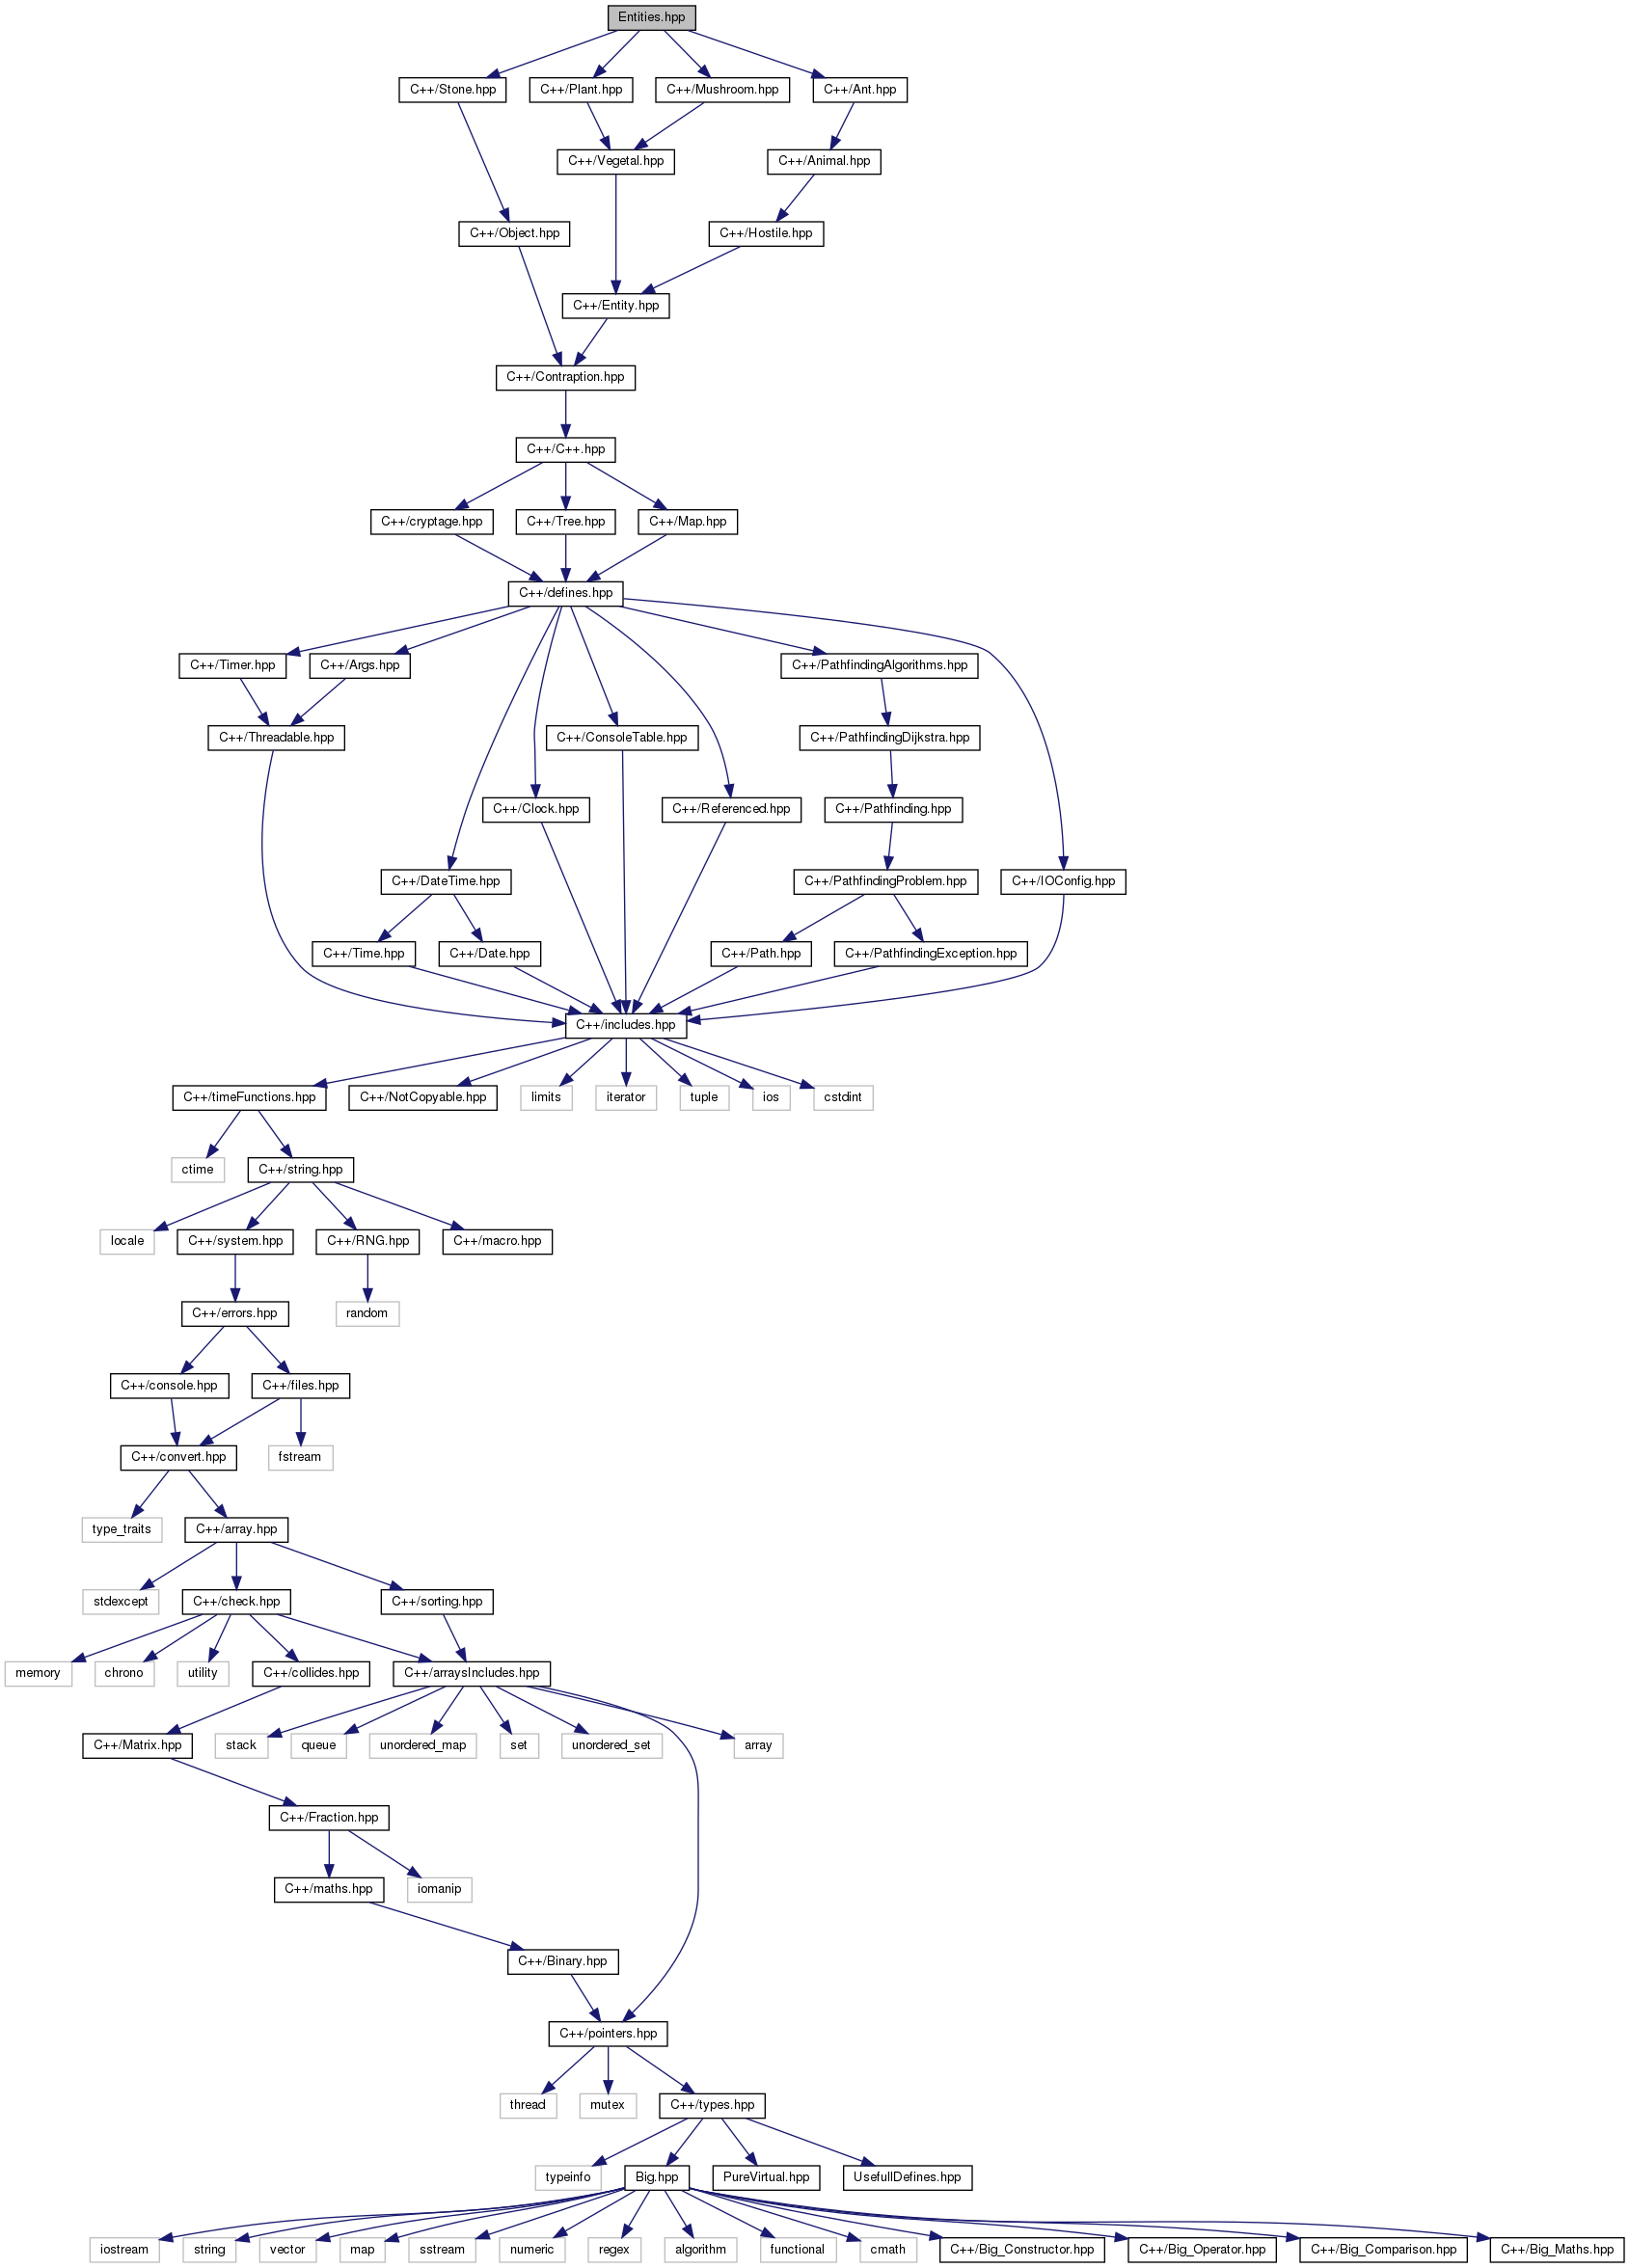 Entities.hpp
C++/Stone.hpp
C++/Plant.hpp
C++/Mushroom.hpp
C++/Ant.hpp
C++/Vegetal.hpp
C++/Animal.hpp
C++/Object.hpp
C++/Hostile.hpp
C++/Entity.hpp
C++/Contraption.hpp
C++/C++.hpp
C++/cryptage.hpp
C++/Tree.hpp
C++/Map.hpp
C++/defines.hpp
C++/Timer.hpp
C++/Args.hpp
C++/PathfindingAlgorithms.hpp
C++/Threadable.hpp
C++/ConsoleTable.hpp
C++/PathfindingDijkstra.hpp
C++/Clock.hpp
C++/Referenced.hpp
C++/Pathfinding.hpp
C++/DateTime.hpp
C++/PathfindingProblem.hpp
C++/IOConfig.hpp
C++/Time.hpp
C++/Date.hpp
C++/Path.hpp
C++/PathfindingException.hpp
C++/includes.hpp
C++/timeFunctions.hpp
C++/NotCopyable.hpp
limits
iterator
tuple
ios
cstdint
ctime
C++/string.hpp
locale
C++/system.hpp
C++/RNG.hpp
C++/macro.hpp
C++/errors.hpp
random
C++/console.hpp
C++/files.hpp
C++/convert.hpp
fstream
type_traits
C++/array.hpp
stdexcept
C++/check.hpp
C++/sorting.hpp
memory
chrono
utility
C++/collides.hpp
C++/arraysIncludes.hpp
C++/Matrix.hpp
stack
queue
unordered_map
set
unordered_set
array
C++/Fraction.hpp
C++/maths.hpp
iomanip
C++/Binary.hpp
C++/pointers.hpp
thread
mutex
C++/types.hpp
typeinfo
Big.hpp
PureVirtual.hpp
UsefullDefines.hpp
iostream
string
vector
map
sstream
numeric
regex
algorithm
functional
cmath
C++/Big_Constructor.hpp
C++/Big_Operator.hpp
C++/Big_Comparison.hpp
C++/Big_Maths.hpp